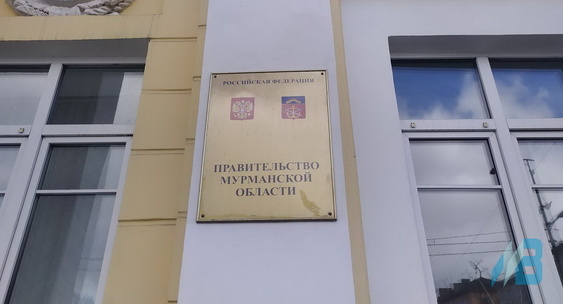 РОССИЙСКАЯ ФЕДЕРАЦИЯ
ПРАВИТЕЛЬСТВО
МУРМАНСКОЙ
ОБЛАСТИ